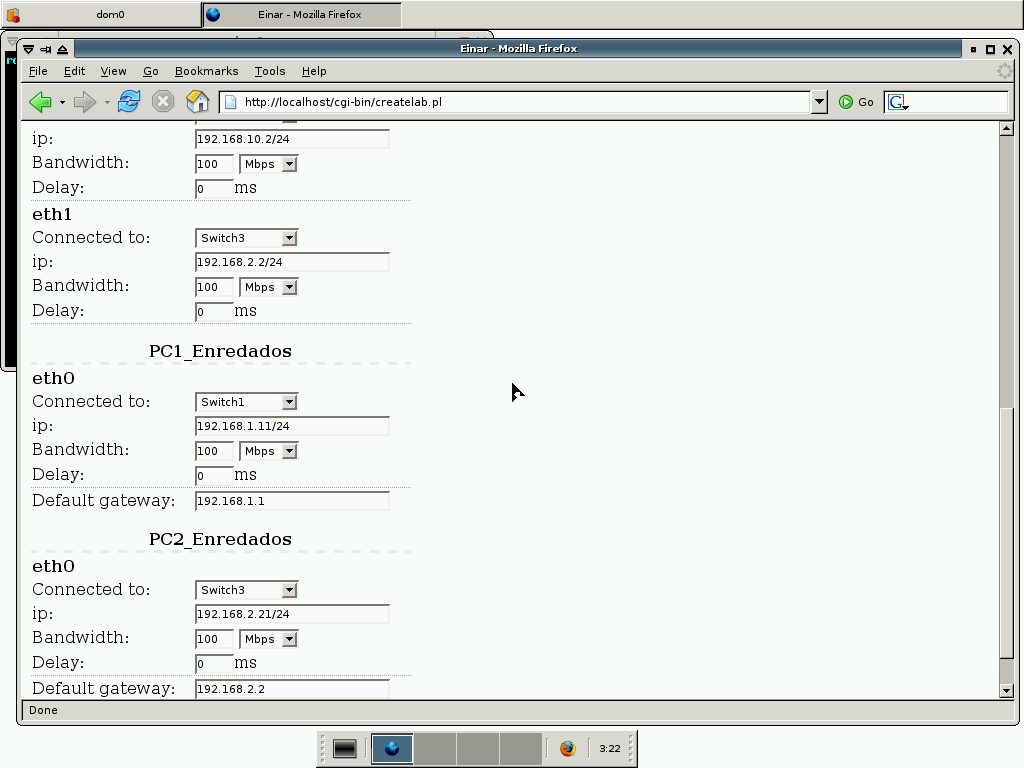 dom0 Einar - Mozilla Firefox
Einar - Mozilla Firefox
File Edit View Go Bookmarks Tools Help
http://localhost/cgi-bin/createlab.pl Go G
ip: 192.168.10.2/24
Bandwidth: 100 Mbps
Delay: 0 ms
eth1
Connected to: Switch3
ip: 192.168.2.2/24
Bandwidth: 100 Mbps
Delay: 0 ms
PC1_Enredados
eth0
Connected to: Switch1
ip: 192.168.1.11/24
Bandwidth: 100 Mbps
Delay: 0 ms
Default gateway: 192.168.1.1
PC2_Enredados
eth0
Connected to: Switch3
ip: 192.168.2.21/24
Bandwidth: 100 Mbps
Delay: 0 ms
Default gateway: 192.168.2.2
Done
3:22